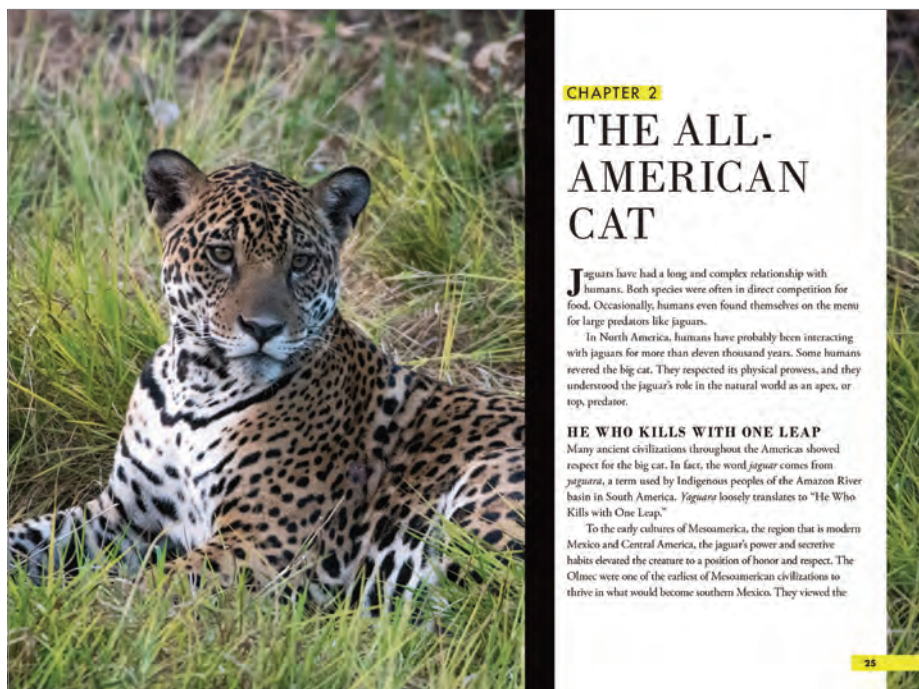 CHAPTER 2
THE ALL-
AMERICAN
CAT
Jaguars have had a long and complex relationship with
humans. Both species were often in direct competition for
food. Occasionally, humans even found themselves on the menu
for large predators like jaguars.
In North America, humans have probably been interacting
with jaguars for more than eleven thousand years. Some humans
revered the big cat. They respected its physical prowess, and they
understood the jaguar's role in the natural world as an apex, or
top, predator.
HE WHO KILLS WITH ONE LEAP
Many ancient civilizations throughout the Americas showed
respect for the big cat. In fact, the word jaguar comes from
yaguara, a term used by Indigenous peoples of the Amazon River
basin in South America. Yaguara loosely translates to “He Who
Kills with One Leap.”
To the early cultures of Mesoamerica, the region that is modern
Mexico and Central America, the jaguar's power and secretive
habits elevated the creature to a position of honor and respect. The
Olmec were one of the earliest of Mesoamerican civilizations to
thrive in what would become southern Mexico. They viewed the
25